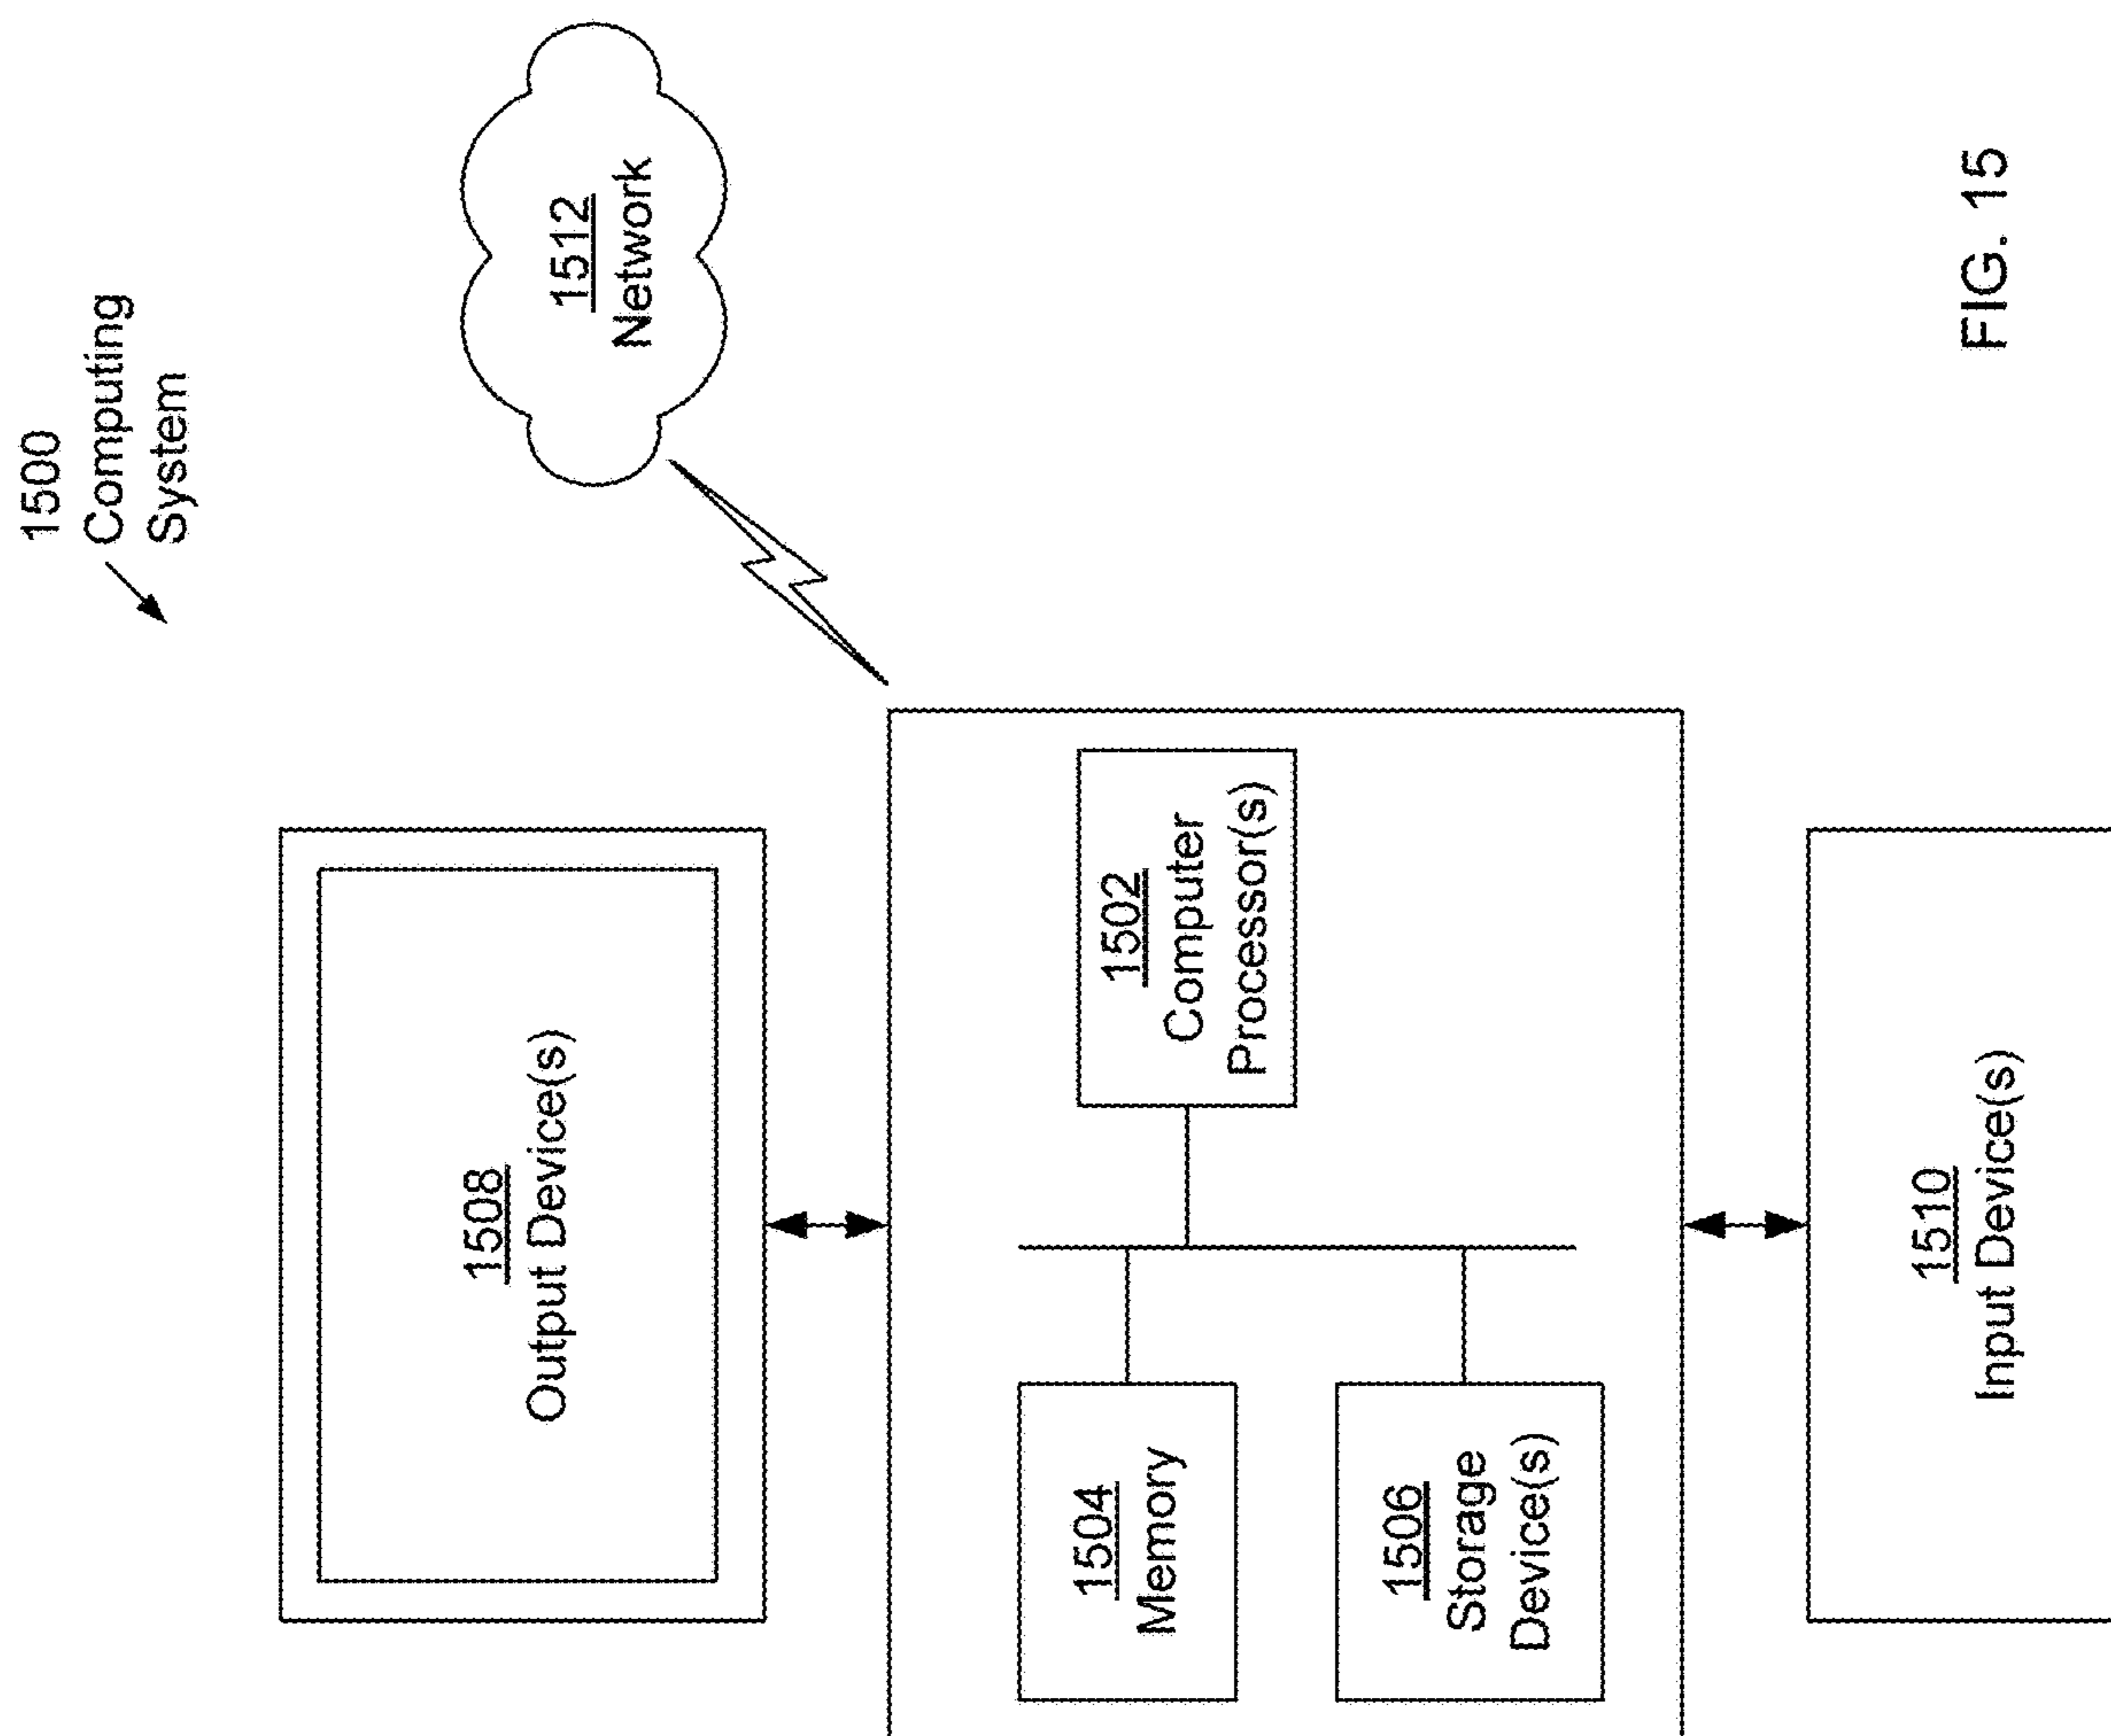 1500
Computing
System
1508
Output Device(s)
1512
Network
1502
Computer
Processor(s)
1504
Memory
1506
Storage
Device(s)
1510
Input Device(s)
FIG. 15